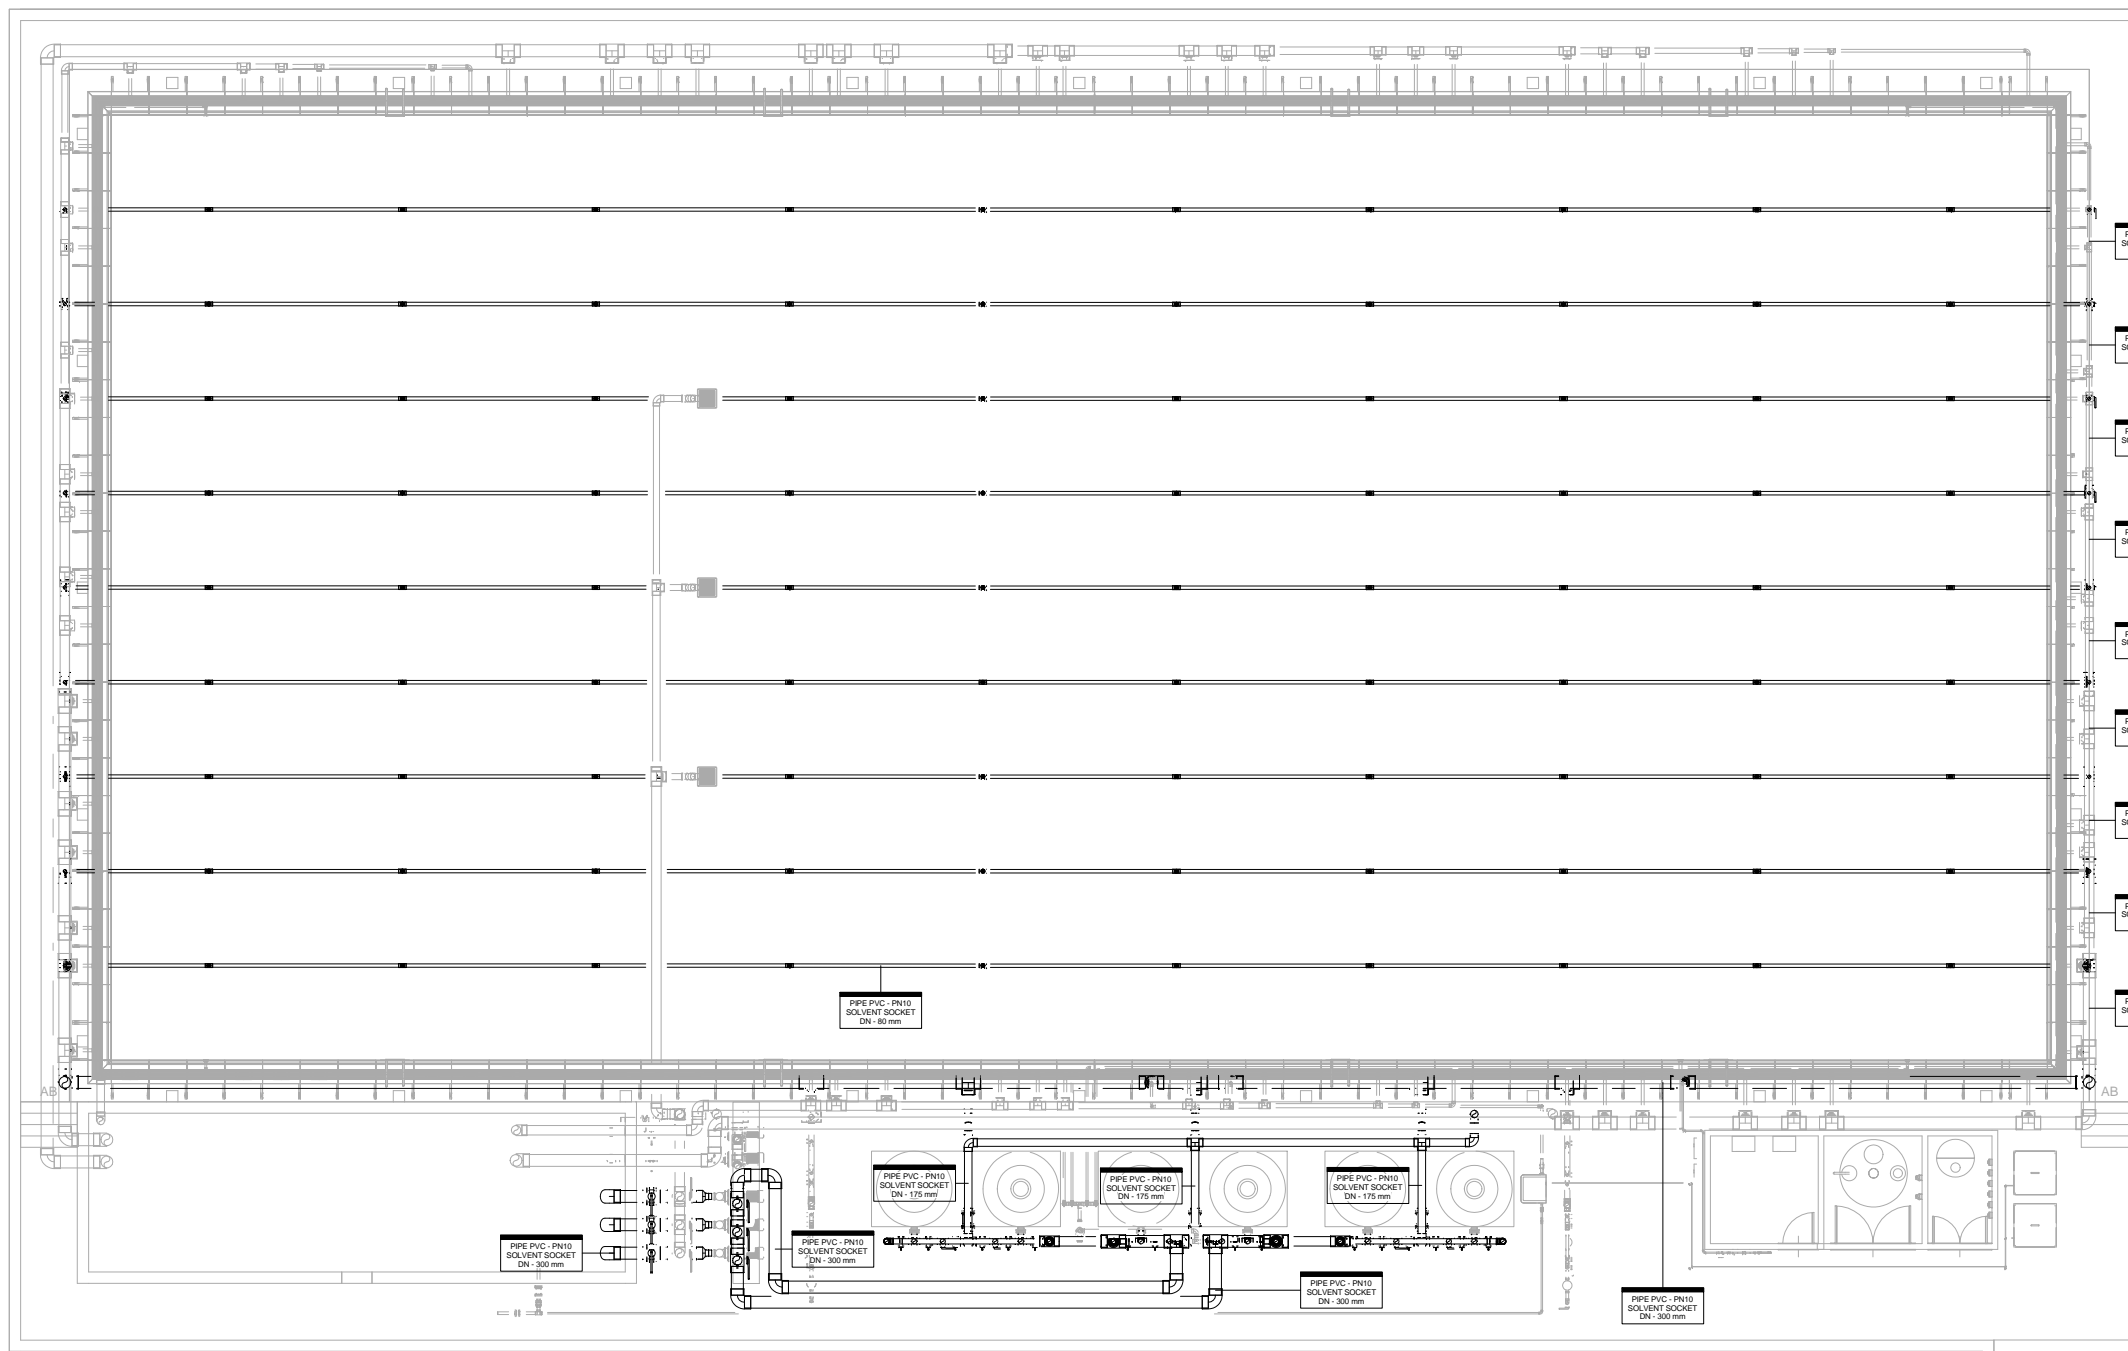 AB
AB
PIPE PVC - PN10
SOLVENT SOCKET
DN - 80 mm
PIPE PVC - PN10
SOLVENT SOCKET
DN - 175 mm
PIPE PVC - PN10
SOLVENT SOCKET
DN - 175 mm
PIPE PVC - PN10
SOLVENT SOCKET
DN - 175 mm
PIPE PVC - PN10
SOLVENT SOCKET
DN - 300 mm
PIPE PVC - PN10
SOLVENT SOCKET
DN - 300 mm
PIPE PVC - PN10
SOLVENT SOCKET
DN - 300 mm
PIPE PVC - PN10
SOLVENT SOCKET
DN - 300 mm